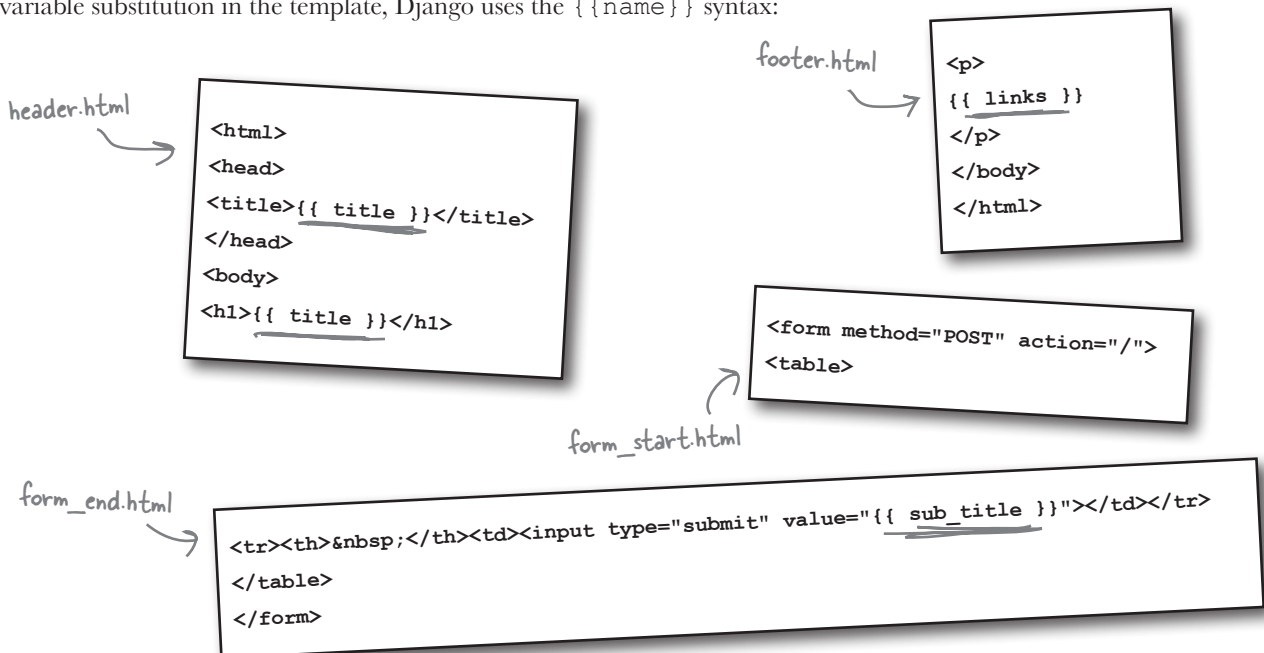 variable substitution in the template, Django uses the {{name}} syntax:
header.html
<html>
<head>
<title>{{ title }}</title>
</head>
<body>
<h1>{{ title }}</h1>
footer.html
<p>
{{ links }}
</p>
</body>
</html>
form_start.html
<form method="POST" action="/">
<table>
form_end.html
<tr><th>&nbsp;</th><td><input type="submit" value="{{ sub_title }}"></td></tr>
</table>
</form>